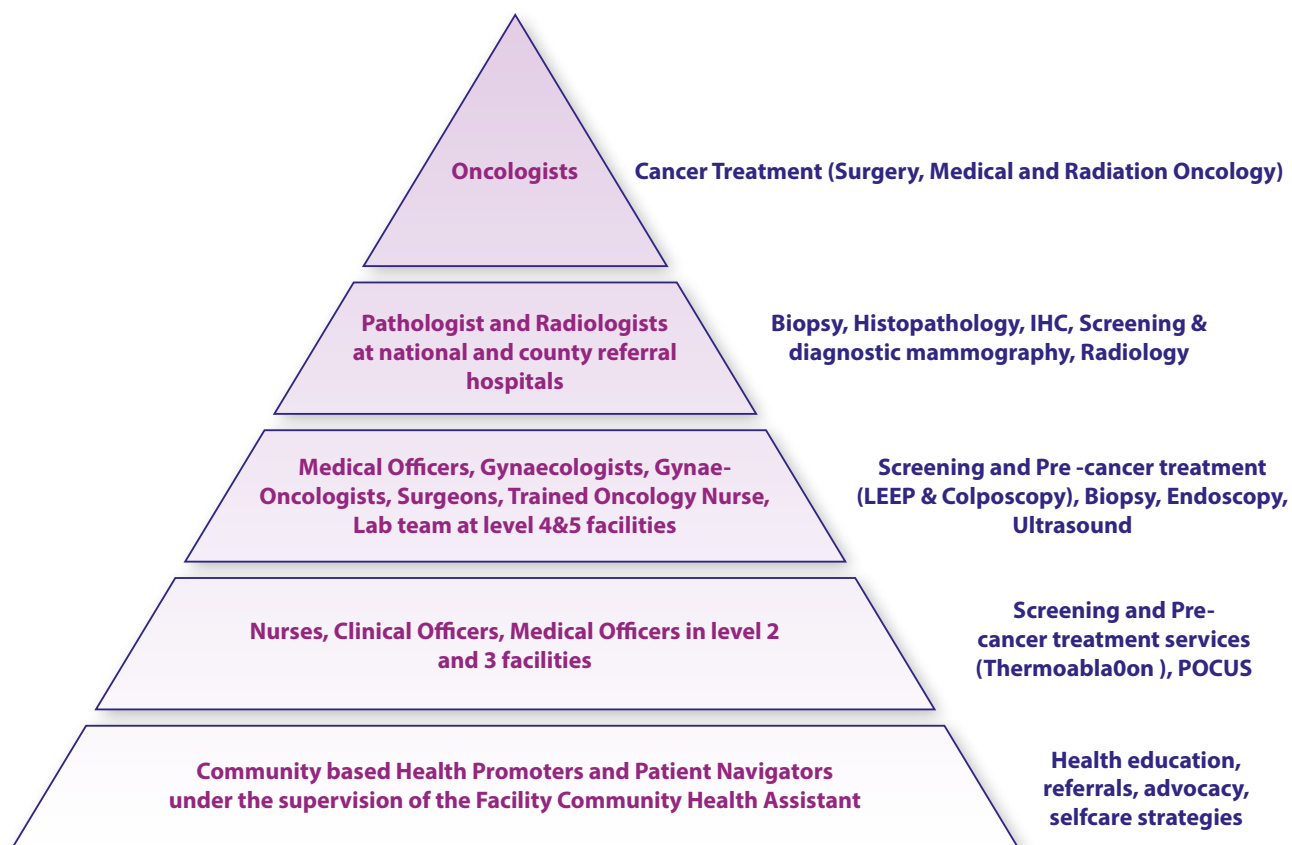 Oncologists
Cancer Treatment (Surgery, Medical and Radiation Oncology)
Pathologist and Radiologists
at national and county referral
hospitals
Biopsy, Histopathology, IHC, Screening &
diagnostic mammography, Radiology
Medical Officers, Gynaecologists, Gynae-
Oncologists, Surgeons, Trained Oncology Nurse,
Lab team at level 4&5 facilities
Screening and Pre -cancer treatment
(LEEP & Colposcopy), Biopsy, Endoscopy,
Ultrasound
Nurses, Clinical Officers, Medical Officers in level 2
and 3 facilities
Screening and Pre-
cancer treatment services
(Thermoabla0on ), POCUS
Community based Health Promoters and Patient Navigators
under the supervision of the Facility Community Health Assistant
Health education,
referrals, advocacy,
selfcare strategies